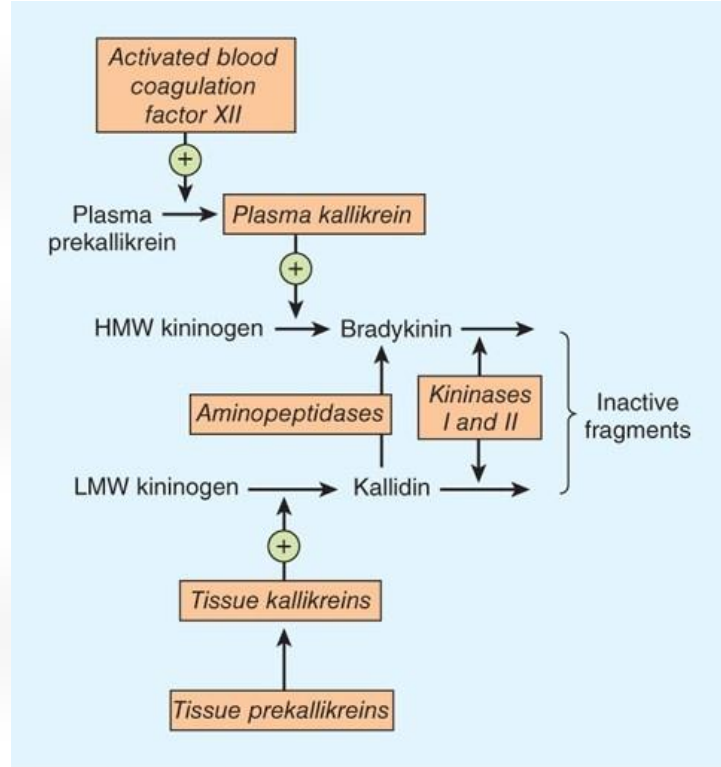 Activated blood
coagulation
factor XII
+
Plasma
prekallikrein
Plasma kallikrein
+
HMW kininogen
Bradykinin
Aminopeptidases
Kininases
I and II
Inactive
fragments
LMW kininogen
Kallidin
+
Tissue kallikreins
Tissue prekallikreins